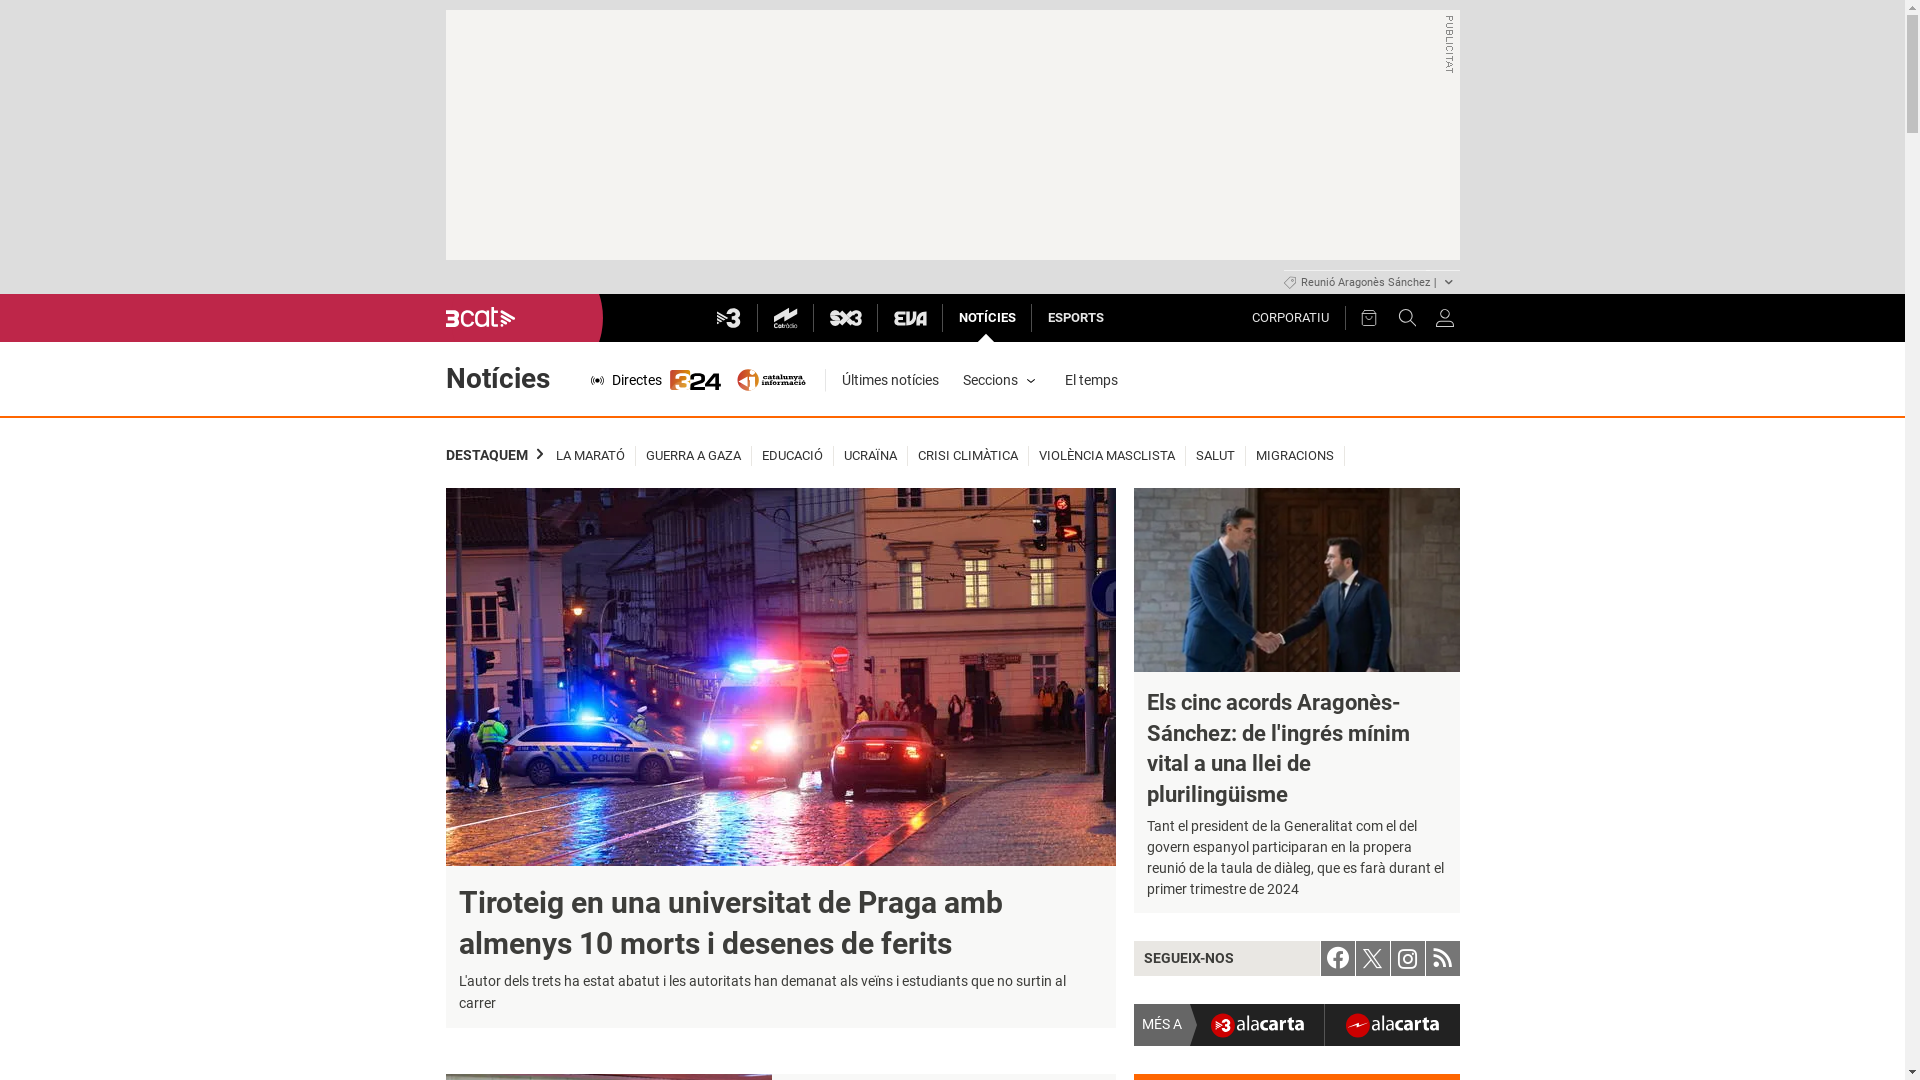 PUBLICITAT
Reunió Aragonès Sánchez |
3cat
3
Catràdio
SX3
EVA
NOTÍCIES
ESPORTS
CORPORATIU
Notícies
Directes
324
catalunya
informació
Últimes notícies
Seccions
El temps
DESTAQUEM
LA MARATÓ
GUERRA A GAZA
EDUCACIÓ
UCRAÏNA
CRISI CLIMÀTICA
VIOLÈNCIA MASCLISTA
SALUT
MIGRACIONS
POLICIE
Tiroteig en una universitat de Praga amb
almenys 10 morts i desenes de ferits
L'autor dels trets ha estat abatut i les autoritats han demanat als veïns i estudiants que no surtin al
carrer
Els cinc acords Aragonès-
Sánchez: de l'ingrés mínim
vital a una llei de
plurilingüisme
Tant el president de la Generalitat com el del
govern espanyol participaran en la propera
reunió de la taula de diàleg, que es farà durant el
primer trimestre de 2024
SEGUEIX-NOS
MÉS A
3 alacarta
alacarta